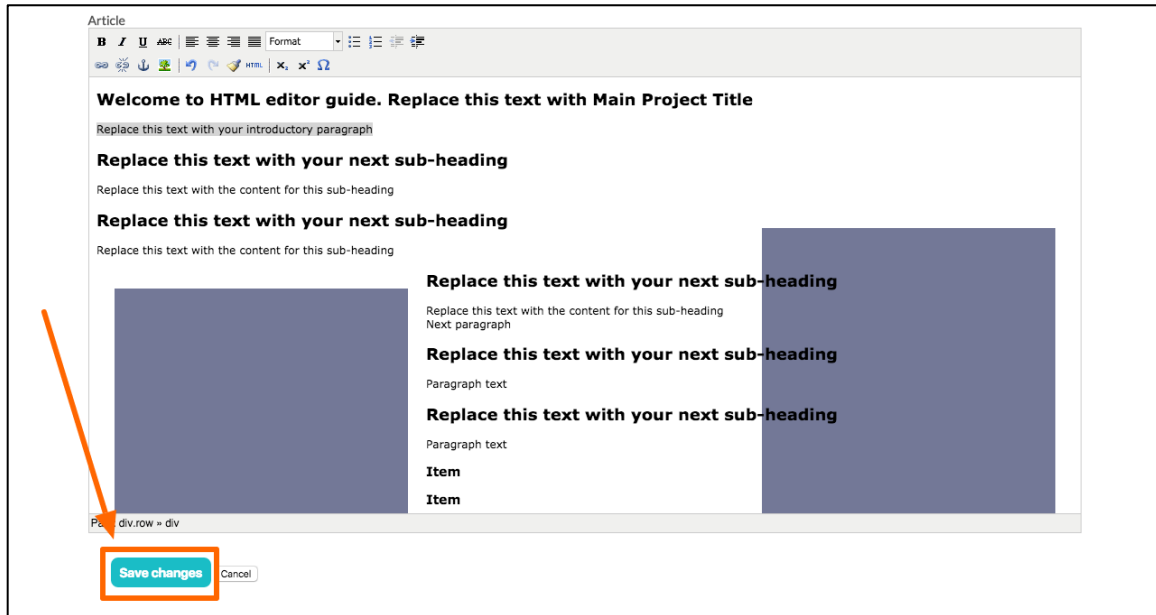 Article
B I U ABC Format
HTML X₂ x² Ω
Welcome to HTML editor guide. Replace this text with Main Project Title
Replace this text with your introductory paragraph
Replace this text with your next sub-heading
Replace this text with the content for this sub-heading
Replace this text with your next sub-heading
Replace this text with the content for this sub-heading
Replace this text with your next sub-heading
Replace this text with the content for this sub-heading
Next paragraph
Replace this text with your next sub-heading
Paragraph text
Replace this text with your next sub-heading
Paragraph text
Item
Item
div.row » div
Save changes Cancel